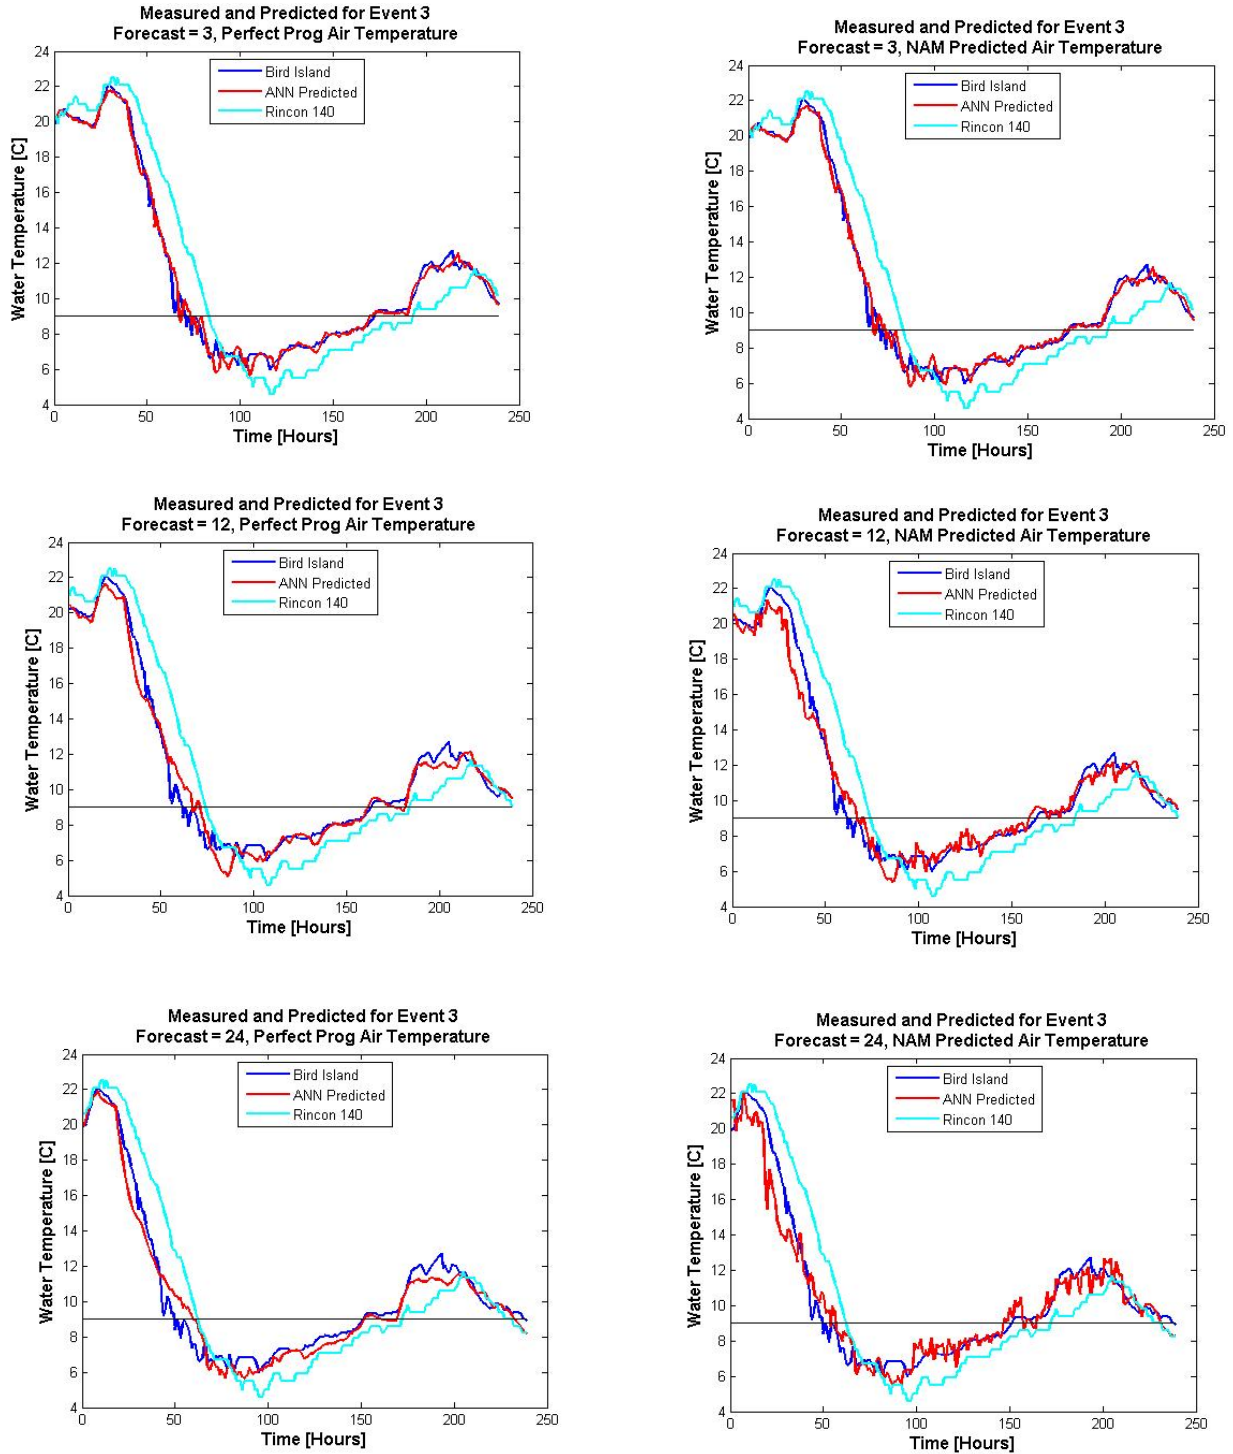 Measured and Predicted for Event 3
Forecast = 3, Perfect Prog Air Temperature
Bird Island
ANN Predicted
Rincon 140
24
22
20
18
16
14
12
10
8
6
4
Water Temperature [C]
0 50 100 150 200 250
Time [Hours]
Measured and Predicted for Event 3
Forecast = 3, NAM Predicted Air Temperature
Bird Island
ANN Predicted
Rincon 140
24
22
20
18
16
14
12
10
8
6
4
Water Temperature [C]
0 50 100 150 200 250
Time [Hours]
Measured and Predicted for Event 3
Forecast = 12, Perfect Prog Air Temperature
Bird Island
ANN Predicted
Rincon 140
24
22
20
18
16
14
12
10
8
6
4
Water Temperature [C]
0 50 100 150 200 250
Time [Hours]
Measured and Predicted for Event 3
Forecast = 12, NAM Predicted Air Temperature
Bird Island
ANN Predicted
Rincon 140
24
22
20
18
16
14
12
10
8
6
4
Water Temperature [C]
0 50 100 150 200 250
Time [Hours]
Measured and Predicted for Event 3
Forecast = 24, Perfect Prog Air Temperature
Bird Island
ANN Predicted
Rincon 140
24
22
20
18
16
14
12
10
8
6
4
Water Temperature [C]
0 50 100 150 200 250
Time [Hours]
Measured and Predicted for Event 3
Forecast = 24, NAM Predicted Air Temperature
Bird Island
ANN Predicted
Rincon 140
24
22
20
18
16
14
12
10
8
6
4
Water Temperature [C]
0 50 100 150 200 250
Time [Hours]